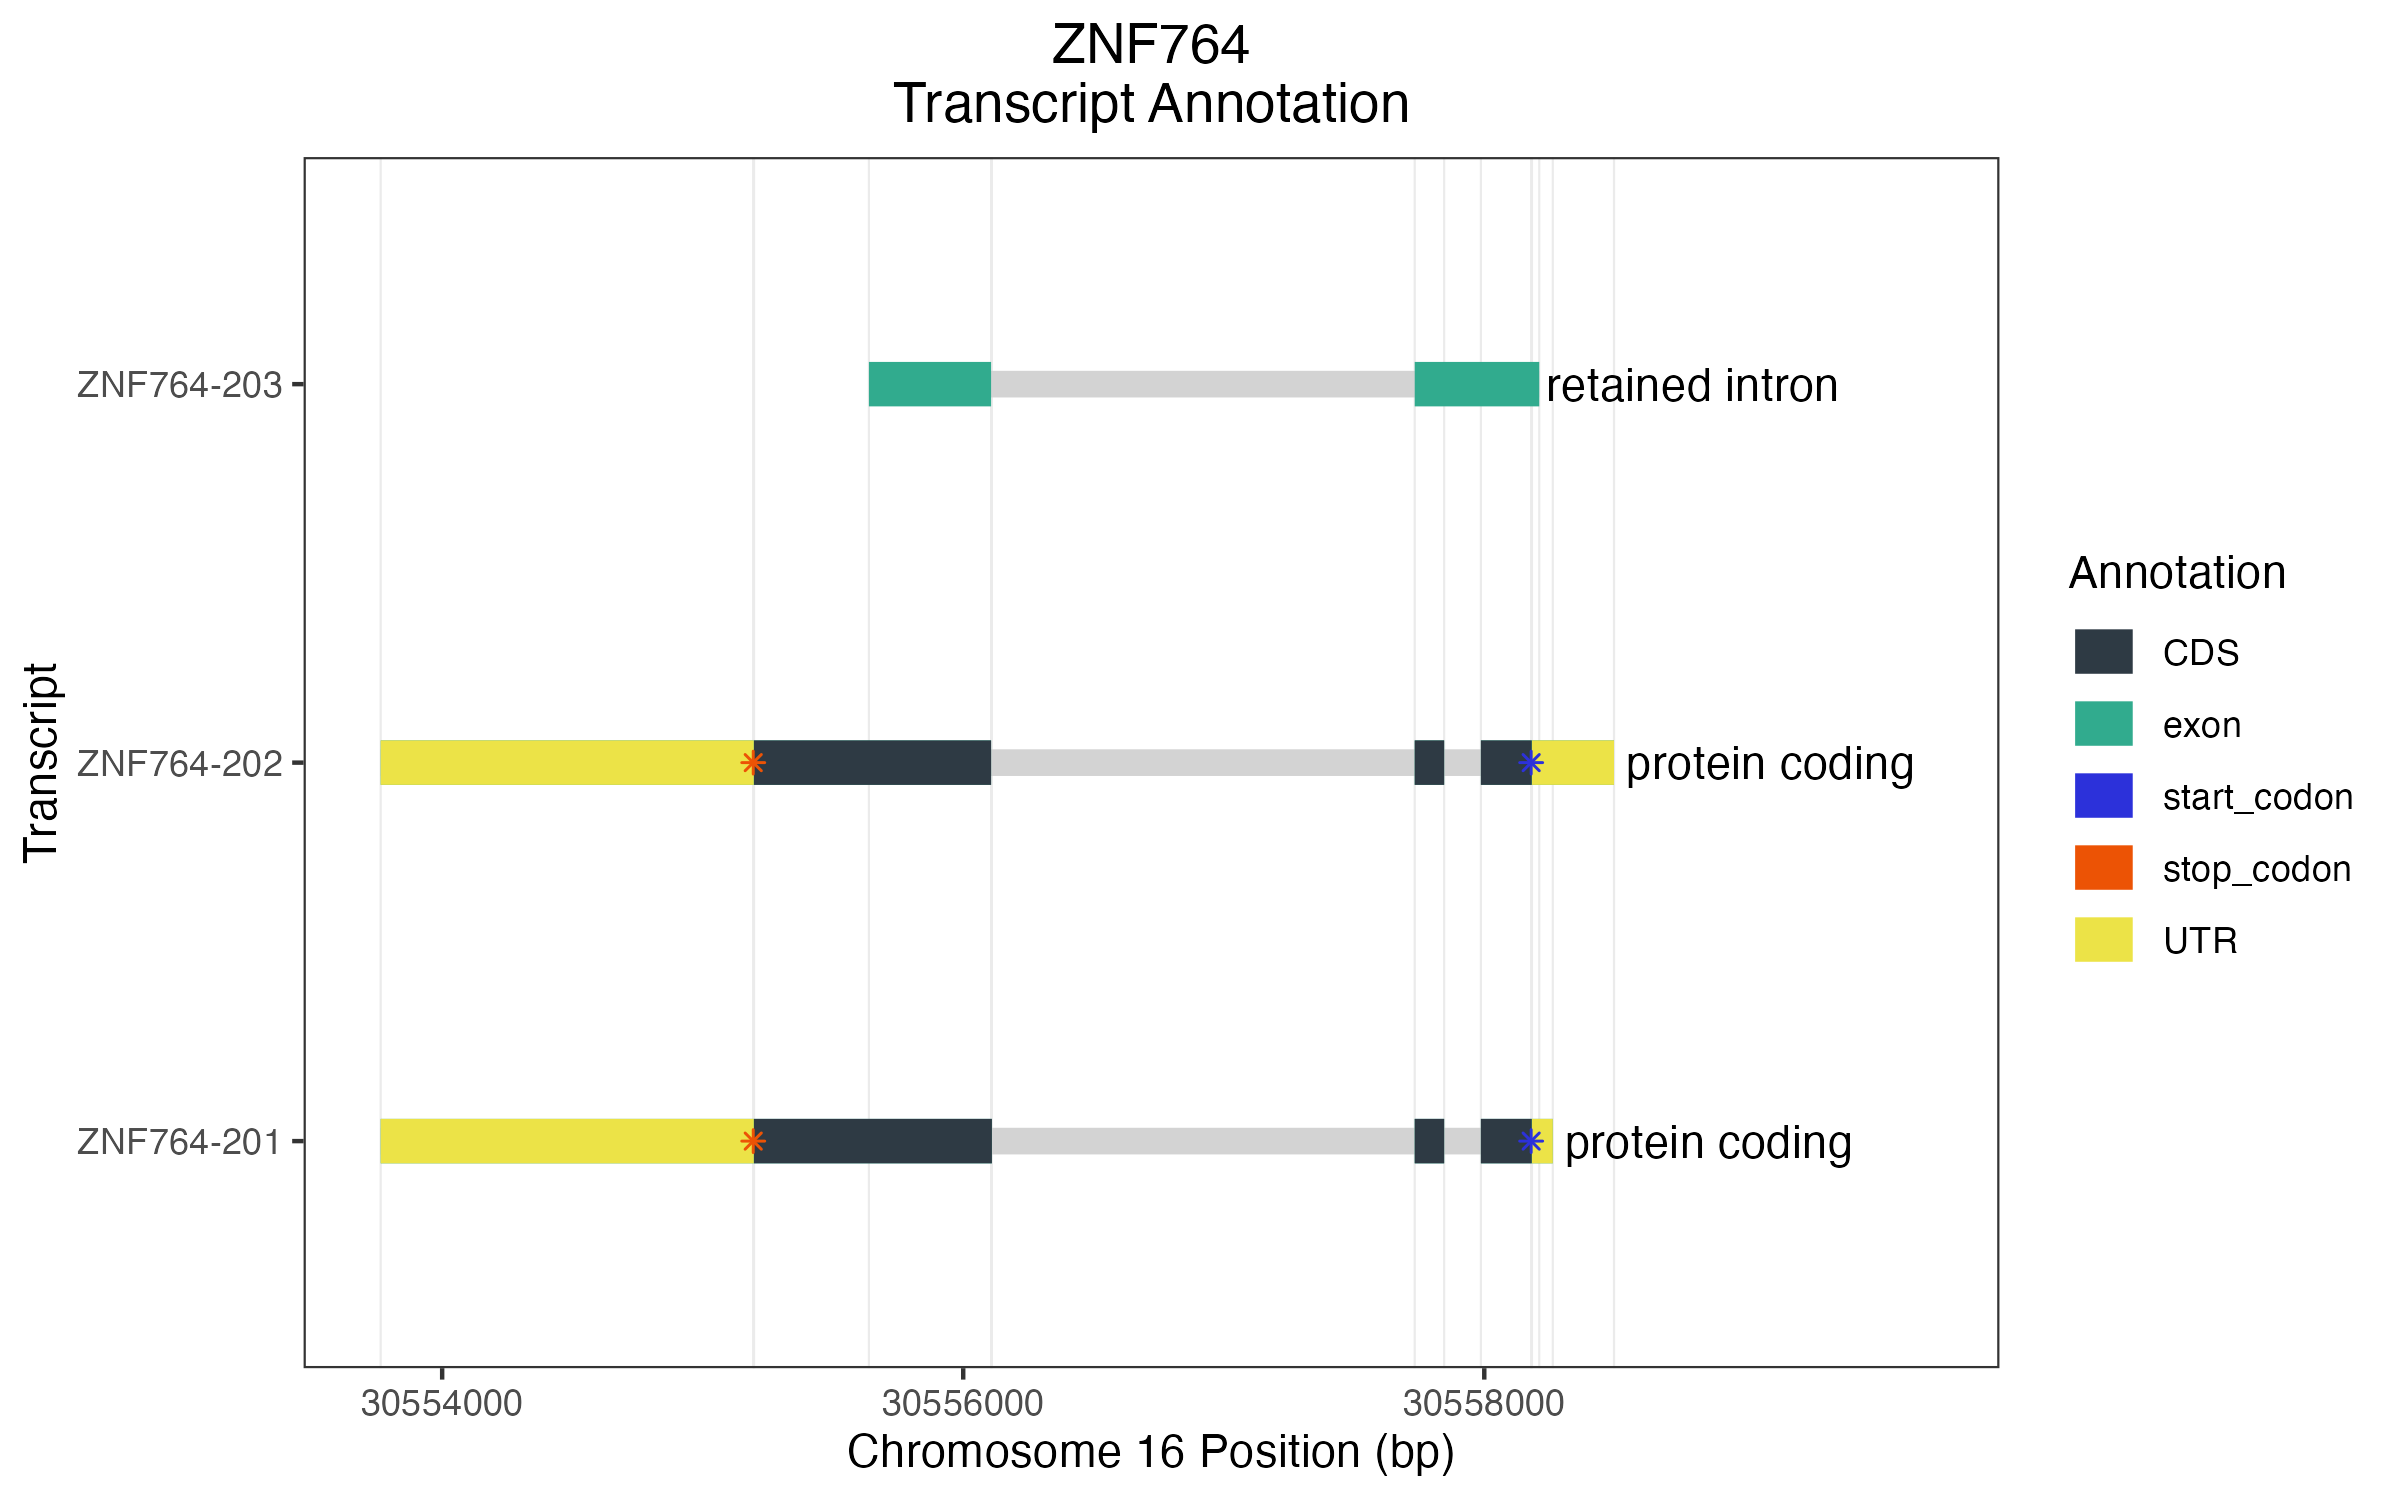 ZNF764
Transcript Annotation
Transcript
ZNF764-203
retained intron
ZNF764-202
protein coding
ZNF764-201
protein coding
30554000
30556000
30558000
Chromosome 16 Position (bp)
Annotation
CDS
exon
start_codon
stop_codon
UTR